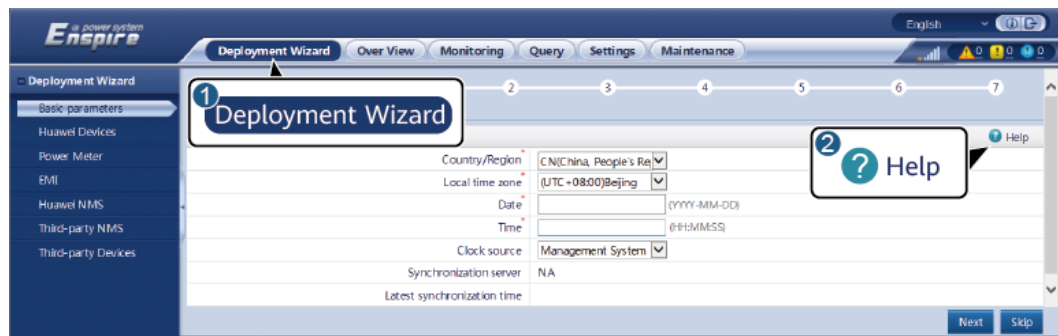 e power system
Enspire
English
Deployment Wizard
Over View
Monitoring
Query
Settings
Maintenance
0
0
0
Deployment Wizard
Basic parameters
Huawei Devices
Power Meter
EMI
Huawei NMS
Third-party NMS
Third-party Devices
2
3
4
5
6
7
1
Deployment Wizard
Help
2
? Help
Country/Region* CN(China, People's Re
Local time zone* (UTC+08:00)Beijing
Date* (YYYY-MM-DD)
Time* (HH:MM:SS)
Clock source Management System
Synchronization server NA
Latest synchronization time
Next
Skip